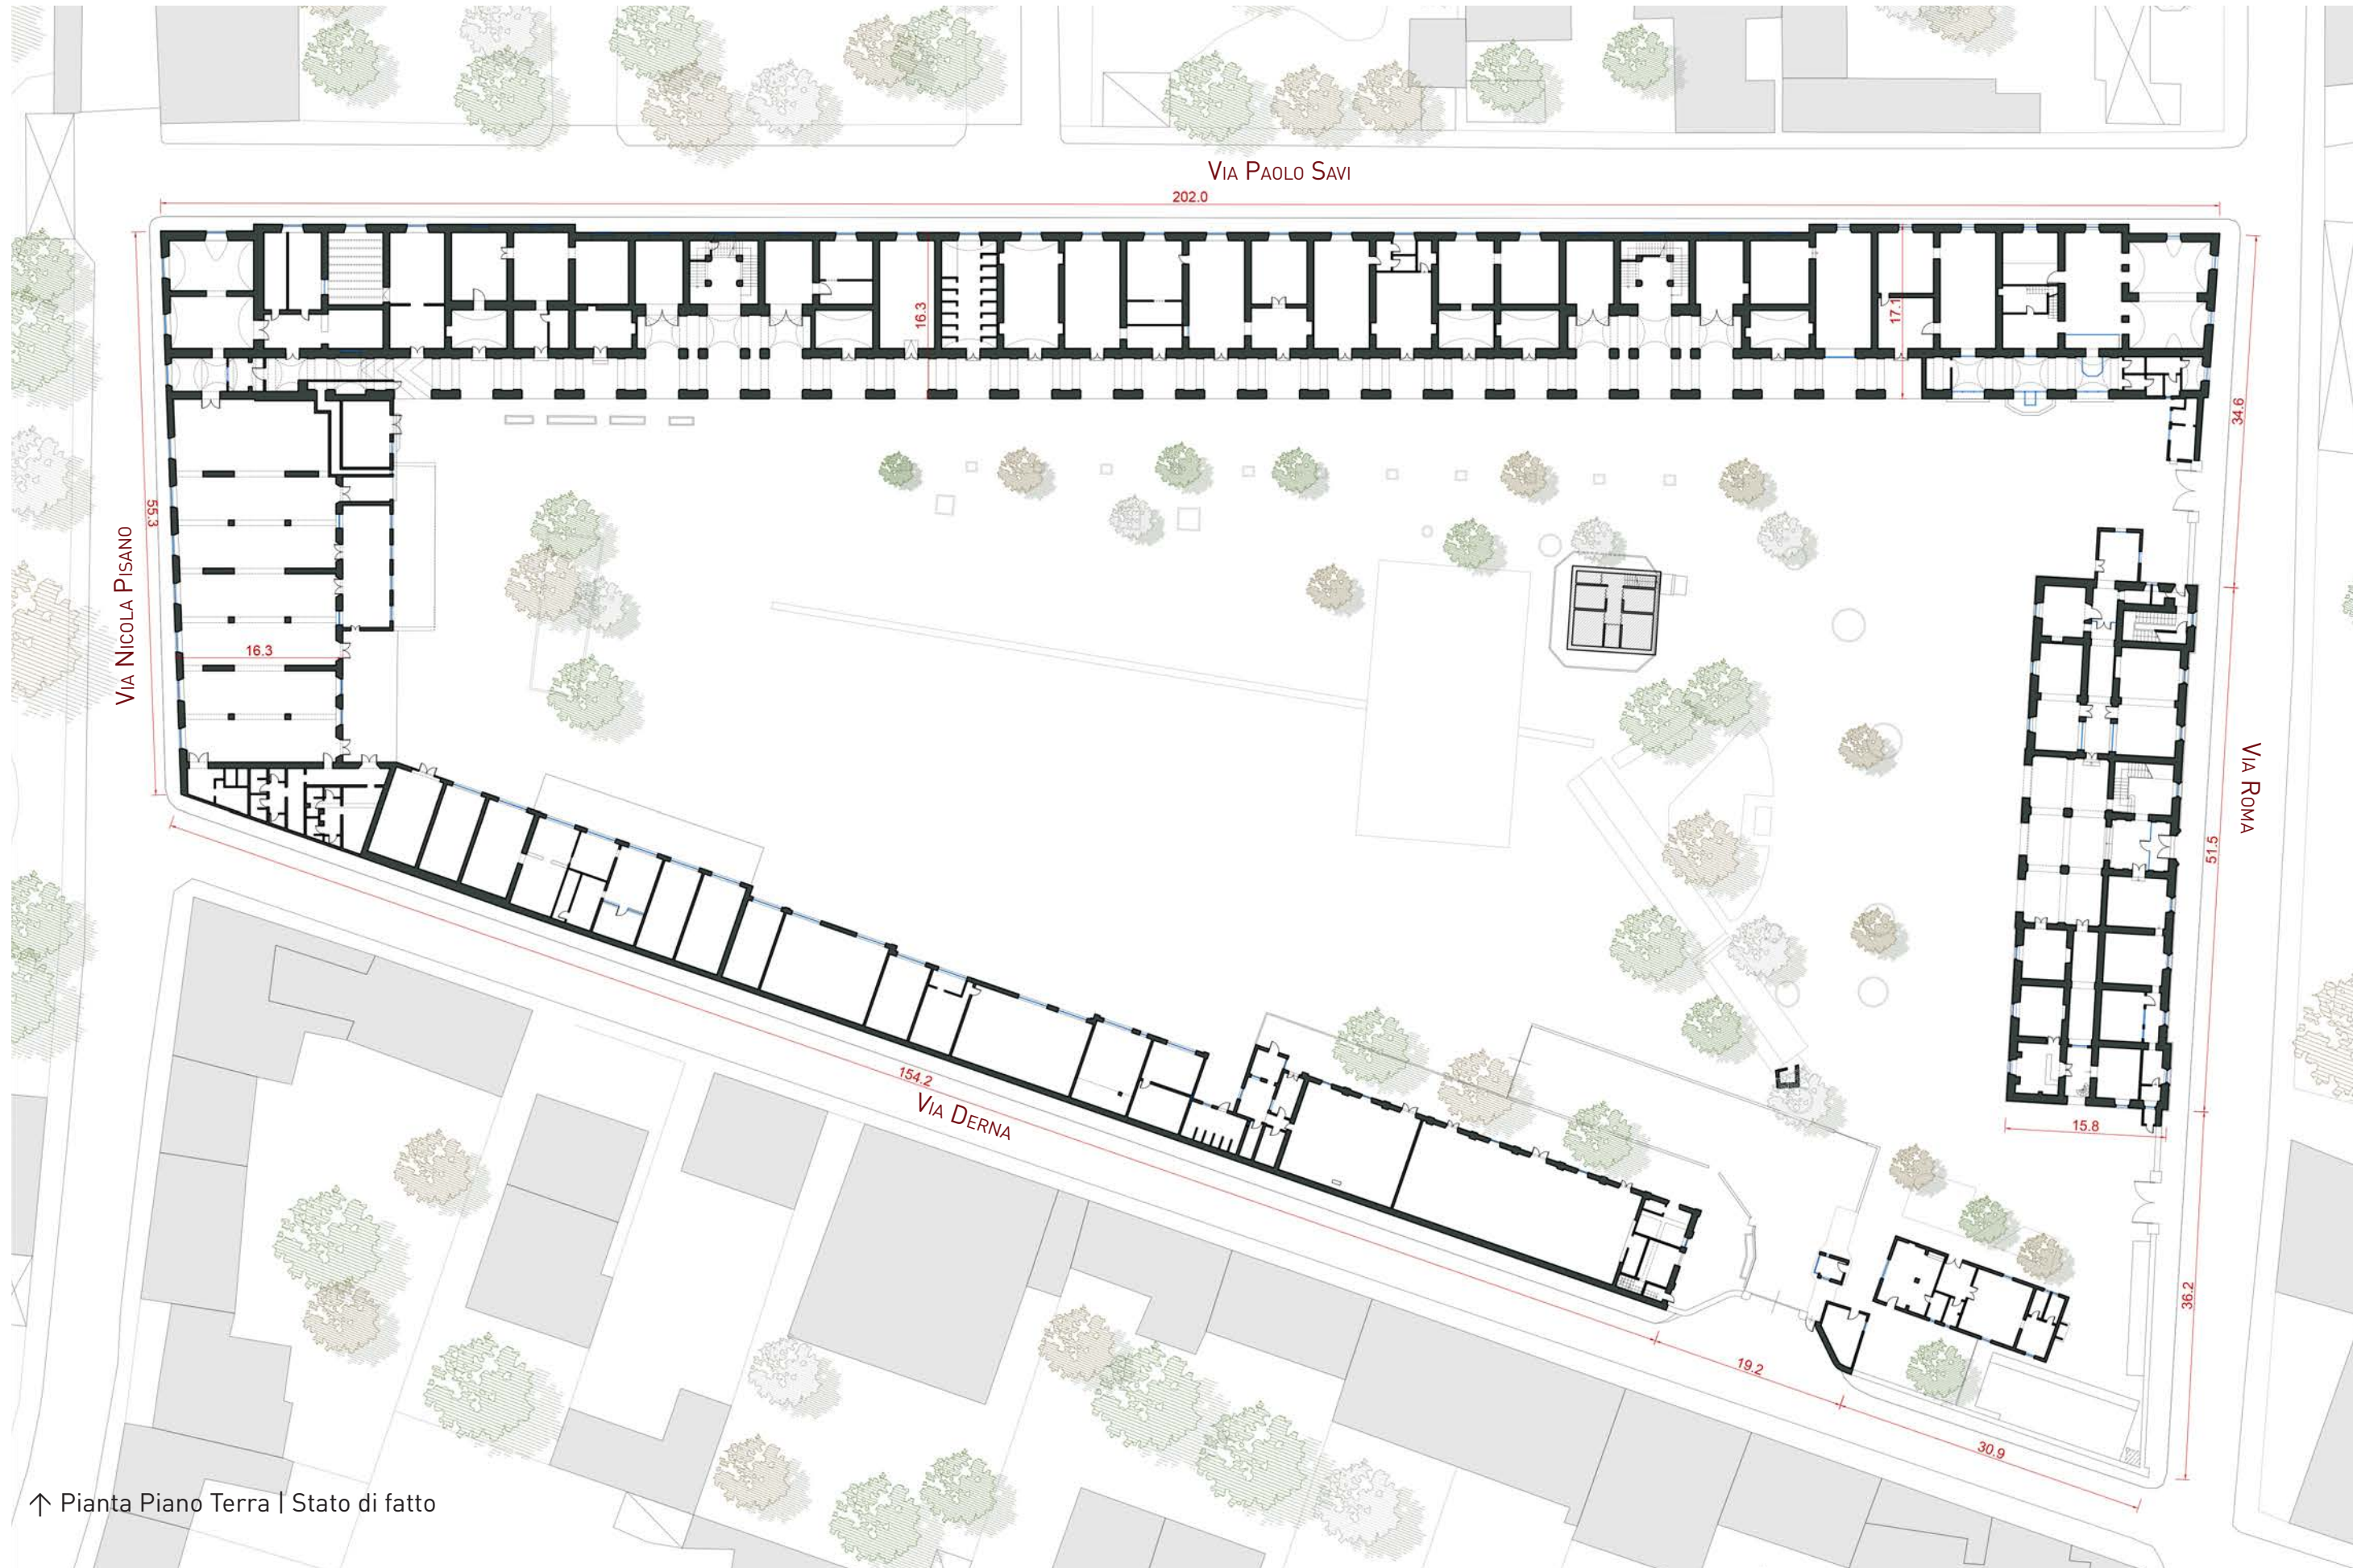 Via Paolo Savi
202.0
16.3
17.1
34.6
55.3
Via Nicola Pisano
16.3
Via Roma
51.5
15.8
154.2
Via Derna
36.2
19.2
30.9
↑ Pianta Piano Terra | Stato di fatto